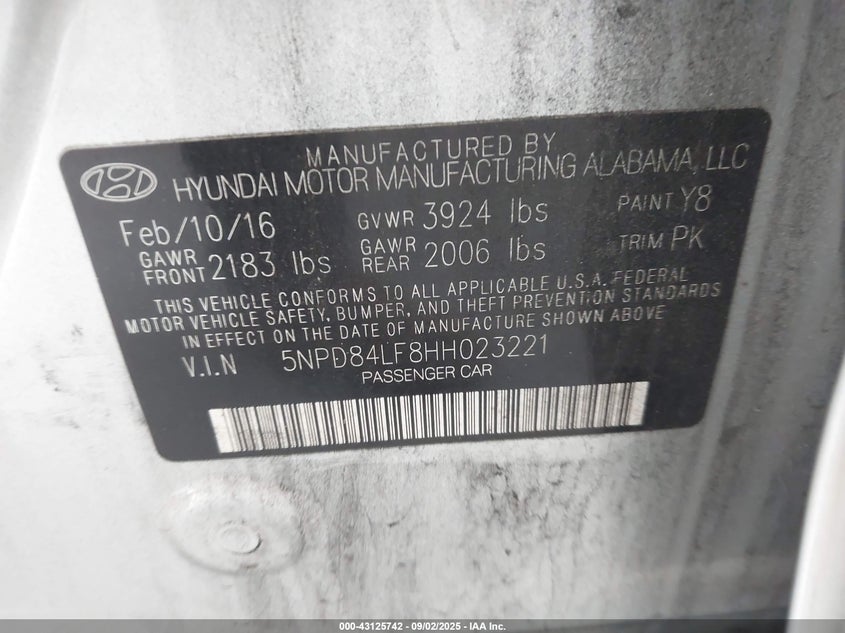 MANUFACTURED BY
HYUNDAI MOTOR MANUFACTURING ALABAMA, LLC
Feb/10/16 GVWR 3924 lbs PAINT Y8
GAWR FRONT 2183 lbs GAWR REAR 2006 lbs TRIM PK
THIS VEHICLE CONFORMS TO ALL APPLICABLE U.S.A. FEDERAL
MOTOR VEHICLE SAFETY, BUMPER, AND THEFT PREVENTION STANDARDS
IN EFFECT ON THE DATE OF MANUFACTURE SHOWN ABOVE
V.I.N 5NPD84LF8HH023221
PASSENGER CAR
000-43125742 - 09/02/2025 - IAA Inc.